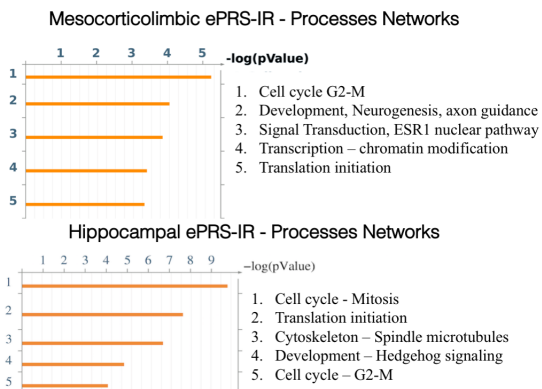 Mesocorticolimbic ePRS-IR - Processes Networks
1 2 3 4 5 -log(pValue)
1
2
3
4
5
1. Cell cycle G2-M
2. Development, Neurogenesis, axon guidance
3. Signal Transduction, ESR1 nuclear pathway
4. Transcription – chromatin modification
5. Translation initiation
Hippocampal ePRS-IR - Processes Networks
1 2 3 4 5 6 7 8 9 −log(pValue)
1
2
3
4
5
1. Cell cycle - Mitosis
2. Translation initiation
3. Cytoskeleton – Spindle microtubules
4. Development – Hedgehog signaling
5. Cell cycle – G2-M